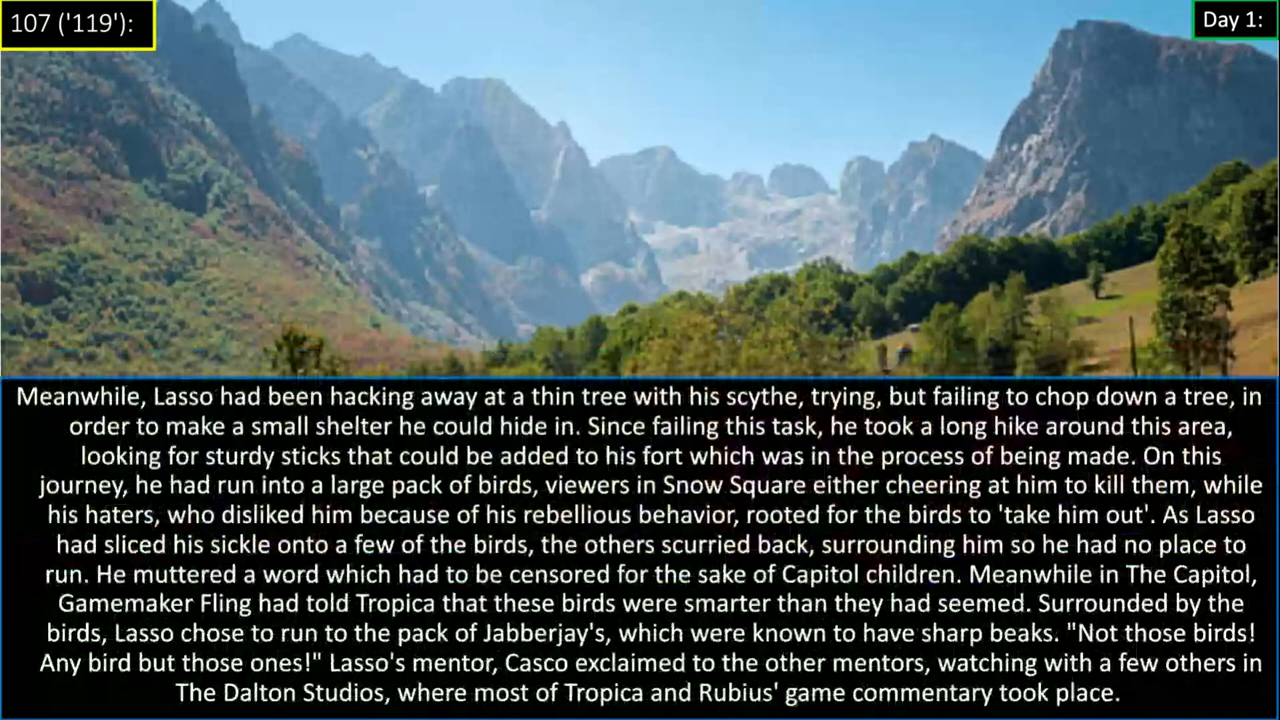 107 ('119'):
Day 1:
Meanwhile, Lasso had been hacking away at a thin tree with his scythe, trying, but failing to chop down a tree, in
order to make a small shelter he could hide in. Since failing this task, he took a long hike around this area,
looking for sturdy sticks that could be added to his fort which was in the process of being made. On this
journey, he had run into a large pack of birds, viewers in Snow Square either cheering at him to kill them, while
his haters, who disliked him because of his rebellious behavior, rooted for the birds to 'take him out'. As Lasso
had sliced his sickle onto a few of the birds, the others scurried back, surrounding him so he had no place to
run. He muttered a word which had to be censored for the sake of Capitol children. Meanwhile in The Capitol,
Gamemaker Fling had told Tropica that these birds were smarter than they had seemed. Surrounded by the
birds, Lasso chose to run to the pack of Jabberjay's, which were known to have sharp beaks. "Not those birds!
Any bird but those ones!" Lasso's mentor, Casco exclaimed to the other mentors, watching with a few others in
The Dalton Studios, where most of Tropica and Rubius' game commentary took place.